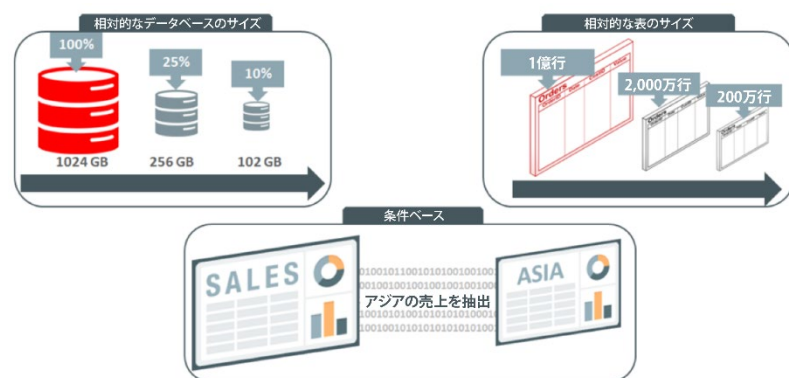 相対的なデータベースのサイズ
100%
25%
10%
1024 GB
256 GB
102 GB
相対的な表のサイズ
1億行
2,000万行
200万行
Orders
Orders
条件ベース
SALES
アジアの売上を抽出
ASIA